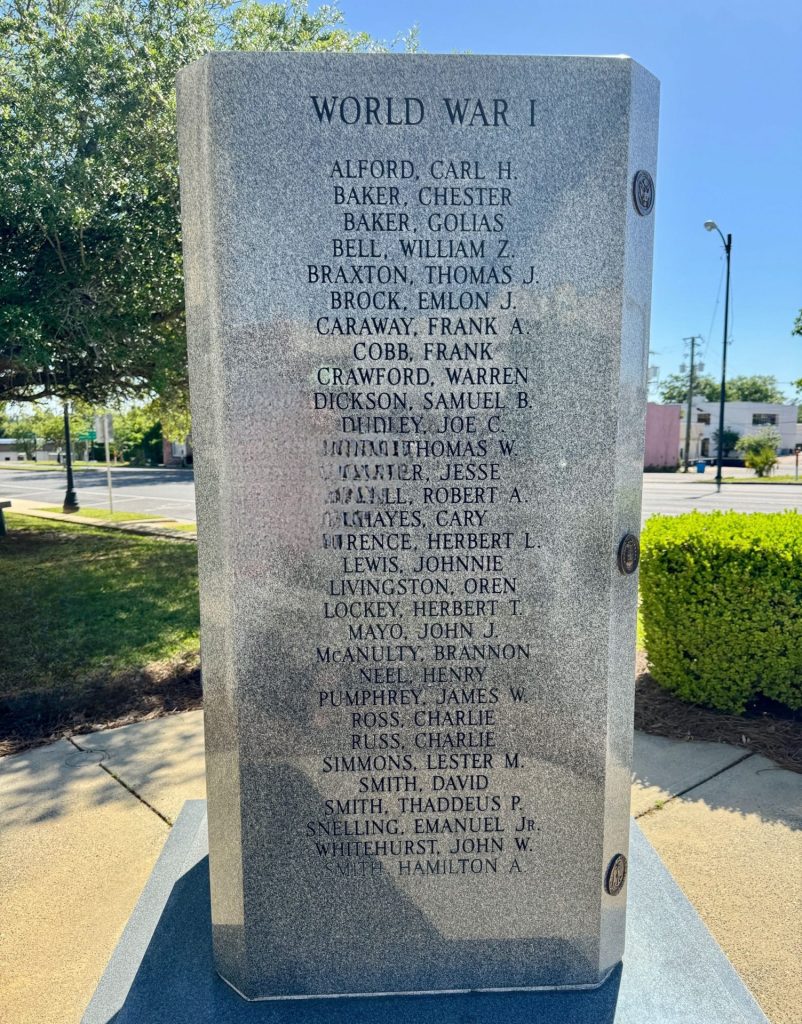 WORLD WAR I
ALFORD, CARL H.
BAKER, CHESTER
BAKER, GOLIAS
BELL, WILLIAM Z.
BRAXTON, THOMAS J.
BROCK, EMLON J.
CARAWAY, FRANK A.
COBB, FRANK
CRAWFORD, WARREN
DICKSON, SAMUEL B.
DUDLEY, JOE C.
THOMAS W.
JESSE
ROBERT A.
HAYES, CARY
HERBERT L.
LEWIS, JOHNNIE
LIVINGSTON, OREN
LOCKEY, HERBERT T.
MAYO, JOHN J.
McANULTY, BRANNON
NEEL, HENRY
PUMPHREY, JAMES W.
ROSS, CHARLIE
RUSS, CHARLIE
SIMMONS, LESTER M.
SMITH, DAVID
SMITH, THADDEUS P.
SNELLING, EMANUEL JR.
WHITEHURST, JOHN W.
SMITH, HAMILTON A.